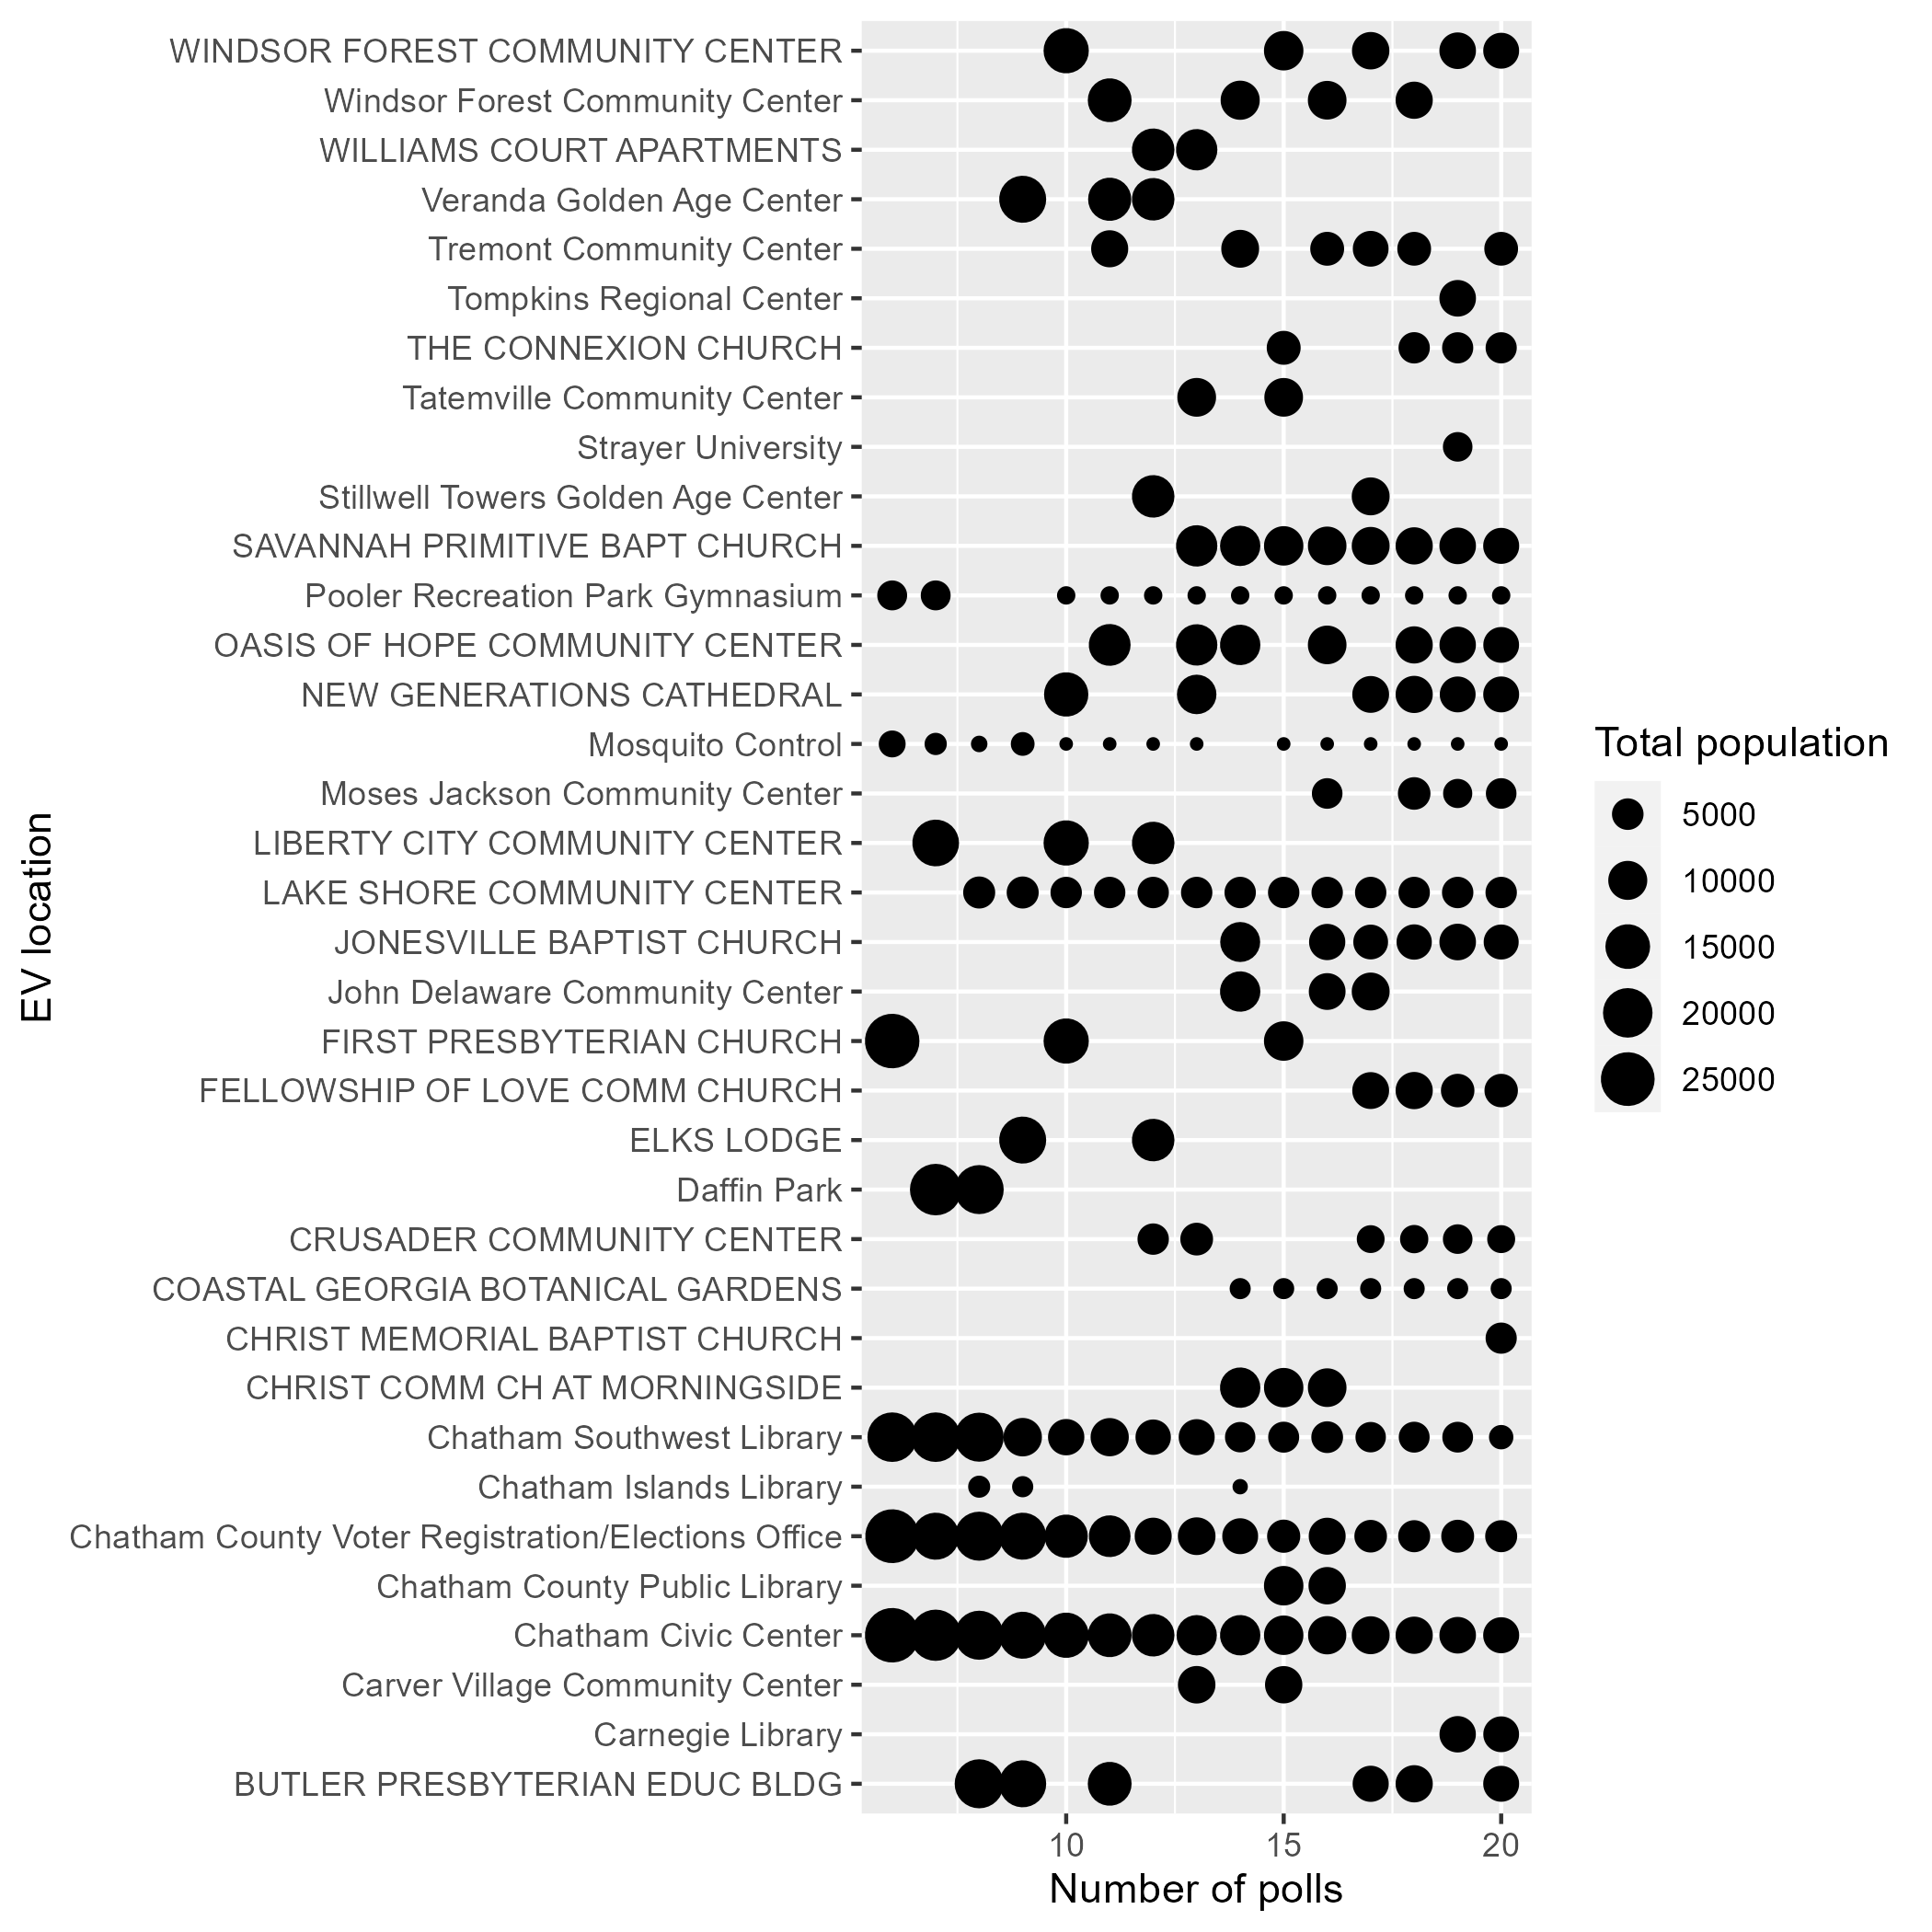 WINDSOR FOREST COMMUNITY CENTER
Windsor Forest Community Center
WILLIAMS COURT APARTMENTS
Veranda Golden Age Center
Tremont Community Center
Tompkins Regional Center
THE CONNEXION CHURCH
Tatemville Community Center
Strayer University
Stillwell Towers Golden Age Center
SAVANNAH PRIMITIVE BAPT CHURCH
Pooler Recreation Park Gymnasium
OASIS OF HOPE COMMUNITY CENTER
NEW GENERATIONS CATHEDRAL
Mosquito Control
Moses Jackson Community Center
LIBERTY CITY COMMUNITY CENTER
LAKE SHORE COMMUNITY CENTER
JONESVILLE BAPTIST CHURCH
John Delaware Community Center
FIRST PRESBYTERIAN CHURCH
FELLOWSHIP OF LOVE COMM CHURCH
ELKS LODGE
Daffin Park
CRUSADER COMMUNITY CENTER
COASTAL GEORGIA BOTANICAL GARDENS
CHRIST MEMORIAL BAPTIST CHURCH
CHRIST COMM CH AT MORNINGSIDE
Chatham Southwest Library
Chatham Islands Library
Chatham County Voter Registration/Elections Office
Chatham County Public Library
Chatham Civic Center
Carver Village Community Center
Carnegie Library
BUTLER PRESBYTERIAN EDUC BLDG
EV location
10 15 20
Number of polls
Total population
5000
10000
15000
20000
25000